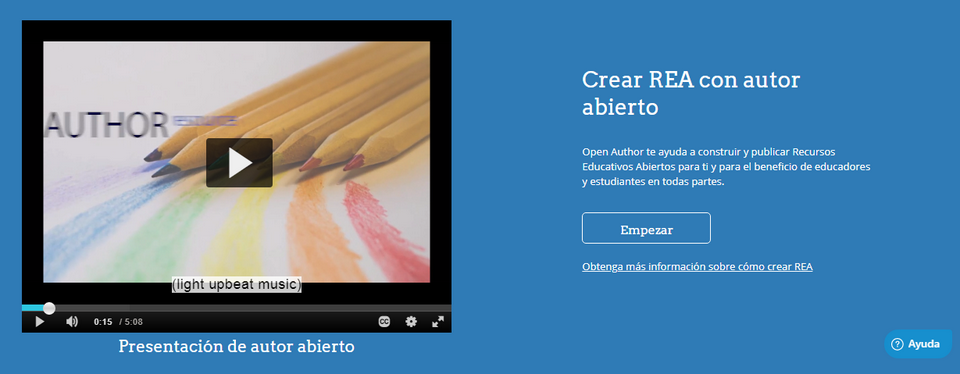 AUTHOR
(light upbeat music)
0:15 / 5:08
CC
Presentación de autor abierto
Crear REA con autor
abierto
Open Author te ayuda a construir y publicar Recursos
Educativos Abiertos para ti y para el beneficio de educadores
y estudiantes en todas partes.
Empezar
Obtenga más información sobre cómo crear REA
? Ayuda